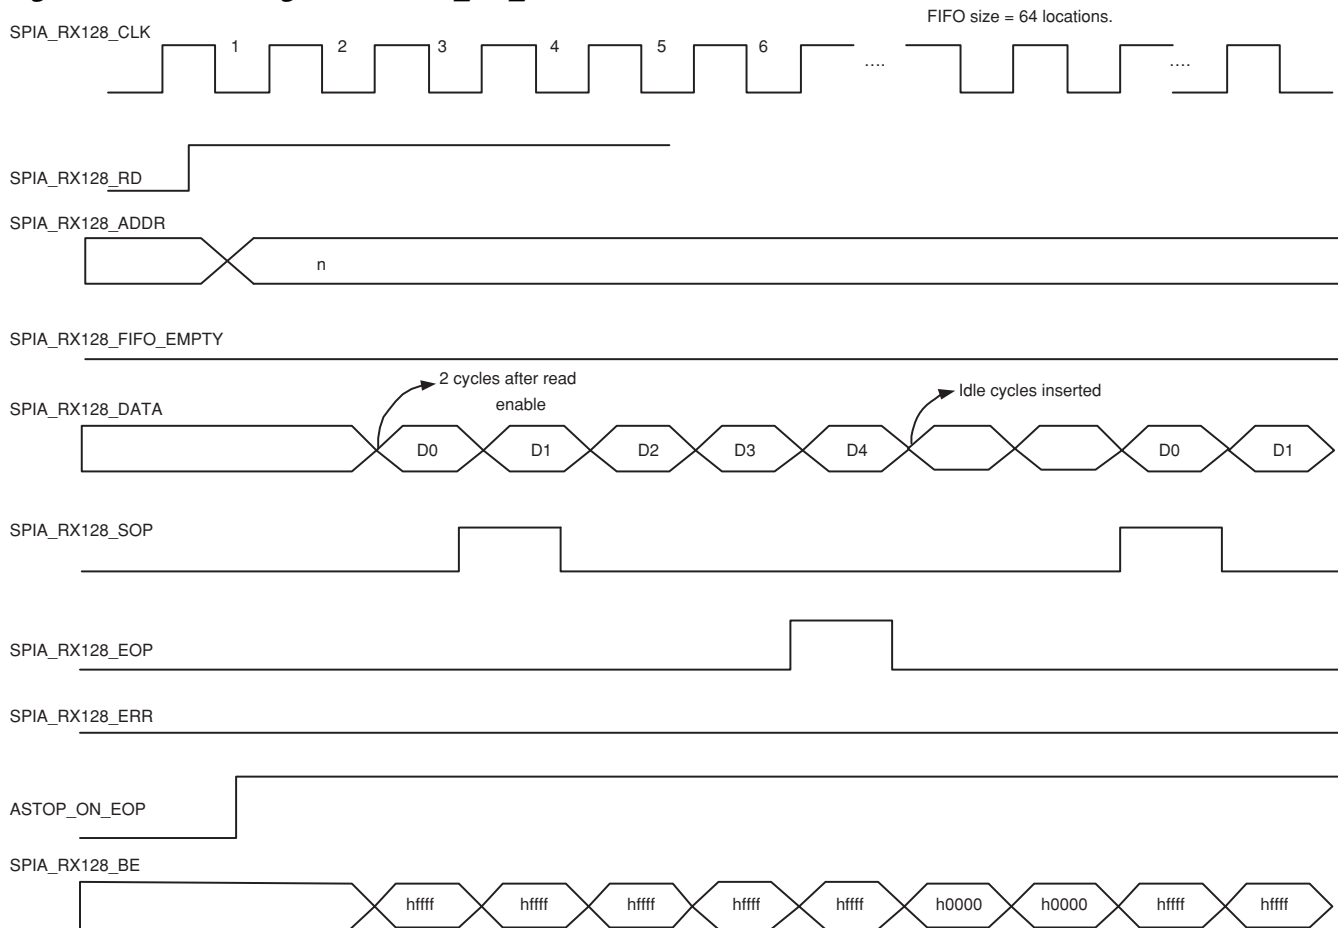 FIFO size = 64 locations.
SPIA_RX128_CLK
1 2 3 4 5 6 .... ....
SPIA_RX128_RD
SPIA_RX128_ADDR
n
SPIA_RX128_FIFO_EMPTY
2 cycles after read
enable
Idle cycles inserted
SPIA_RX128_DATA
D0 D1 D2 D3 D4 D0 D1
SPIA_RX128_SOP
SPIA_RX128_EOP
SPIA_RX128_ERR
ASTOP_ON_EOP
SPIA_RX128_BE
hffff hffff hffff hffff hffff h0000 h0000 hffff hffff